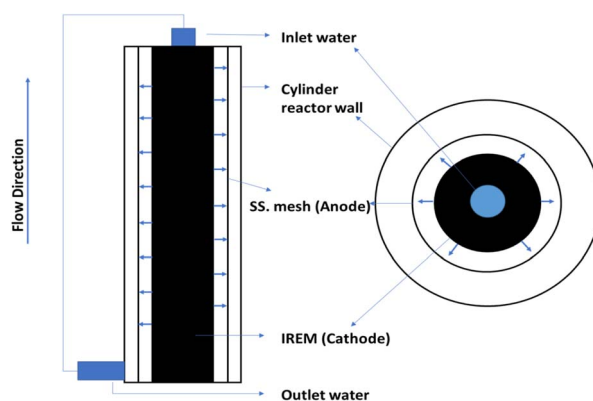 Flow Direction
Inlet water
Cylinder
reactor wall
SS. mesh (Anode)
IREM (Cathode)
Outlet water